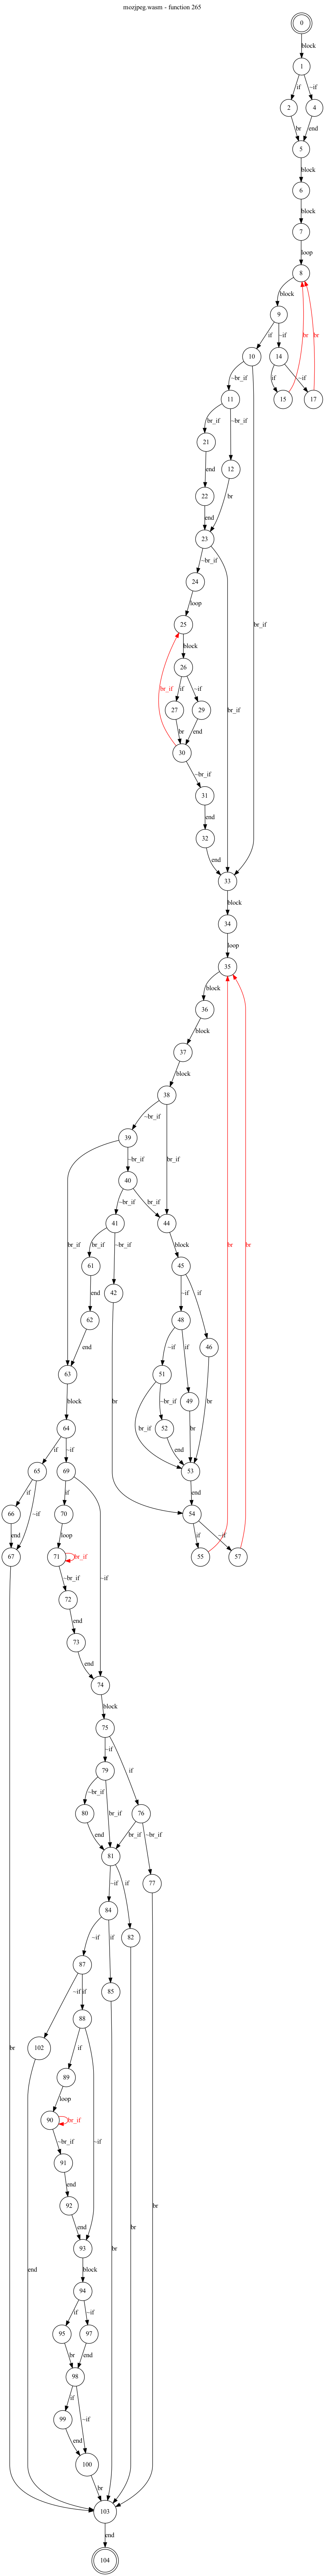 mozjpeg.wasm - function 265
0
block
1
if ¬if
2 4
br end
5
block
6
block
7
loop
8
block br br
9
if ¬if
10 14
¬br_if if ¬if
11 15 17
br_if ¬br_if
21
12
end
22 br
end
23
¬br_if
24
loop
25 br_if
block
26
br_if if ¬if br_if
27 29
br end
30
¬br_if
31
end
32
end
33
block
34
loop
35
block
36
block
37
block
38
¬br_if
39
br_if ¬br_if br_if
40
¬br_if br_if
41 44
br_if ¬br_if block br br
61 42 45
end ¬if if
62 48 46
end ¬if if
63 51 49
block br_if ¬br_if br br
64 52
if ¬if br end
65 69 53
if ¬if if end
66 70 54
end loop if ¬if
67 71 br_if 55 57
¬br_if ¬if
72
end
73
end
74
block
75
¬if if
79
¬br_if br_if
80 76
end br_if ¬br_if
81
77
¬if if
84
82
¬if if
87
85
¬if if
88
102
if
89
loop ¬if
90 br_if
¬br_if
91
br end br br
92
end
93
end block
94
if ¬if
95 97
br end
98
if ¬if
99
end
100
br
103
end
104